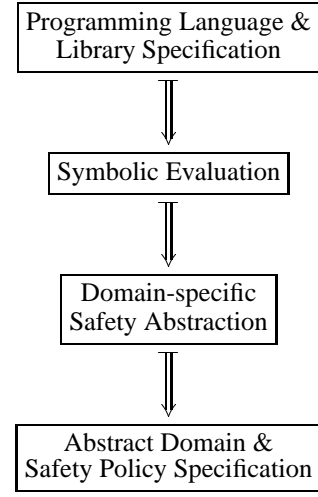 Programming Language &
Library Specification
Symbolic Evaluation
Domain-specific
Safety Abstraction
Abstract Domain &
Safety Policy Specification